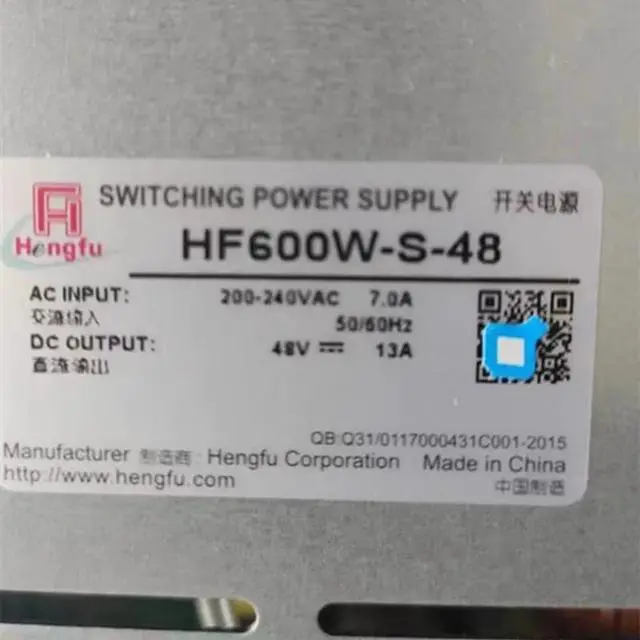 SWITCHING POWER SUPPLY 开关电源
Hengfu
HF600W-S-48
AC INPUT: 200-240VAC 7.0A
交流输入 50/60Hz
DC OUTPUT: 48V ⎓ 13A
直流输出
QB:Q31/0117000431C001-2015
Manufacturer 制造商: Hengfu Corporation Made in China
http://www.hengfu.com 中国制造